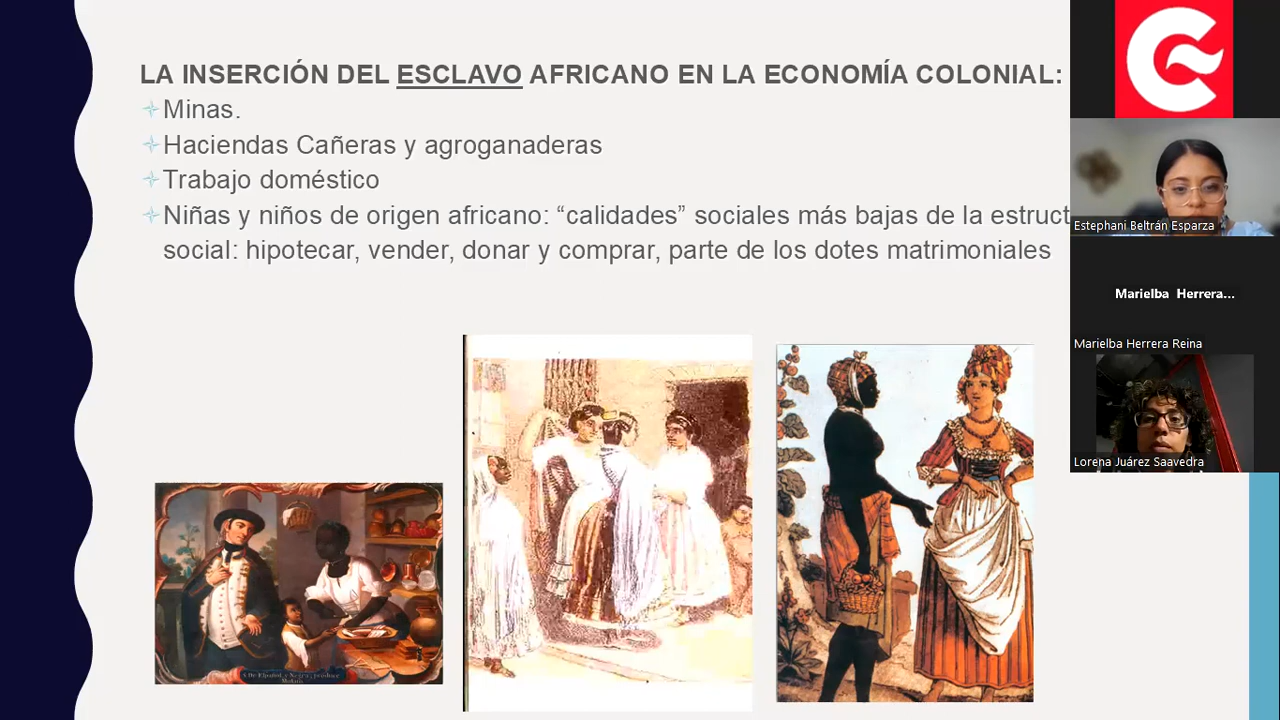 LA INSERCIÓN DEL ESCLAVO AFRICANO EN LA ECONOMÍA COLONIAL:
Minas.
Haciendas Cañeras y agroganaderas
Trabajo doméstico
Niñas y niños de origen africano: “calidades” sociales más bajas de la estruct
social: hipotecar, vender, donar y comprar, parte de los dotes matrimoniales
Estephani Beltrán Esparza
Marielba Herrera...
Marielba Herrera Reina
Lorena Juárez Saavedra